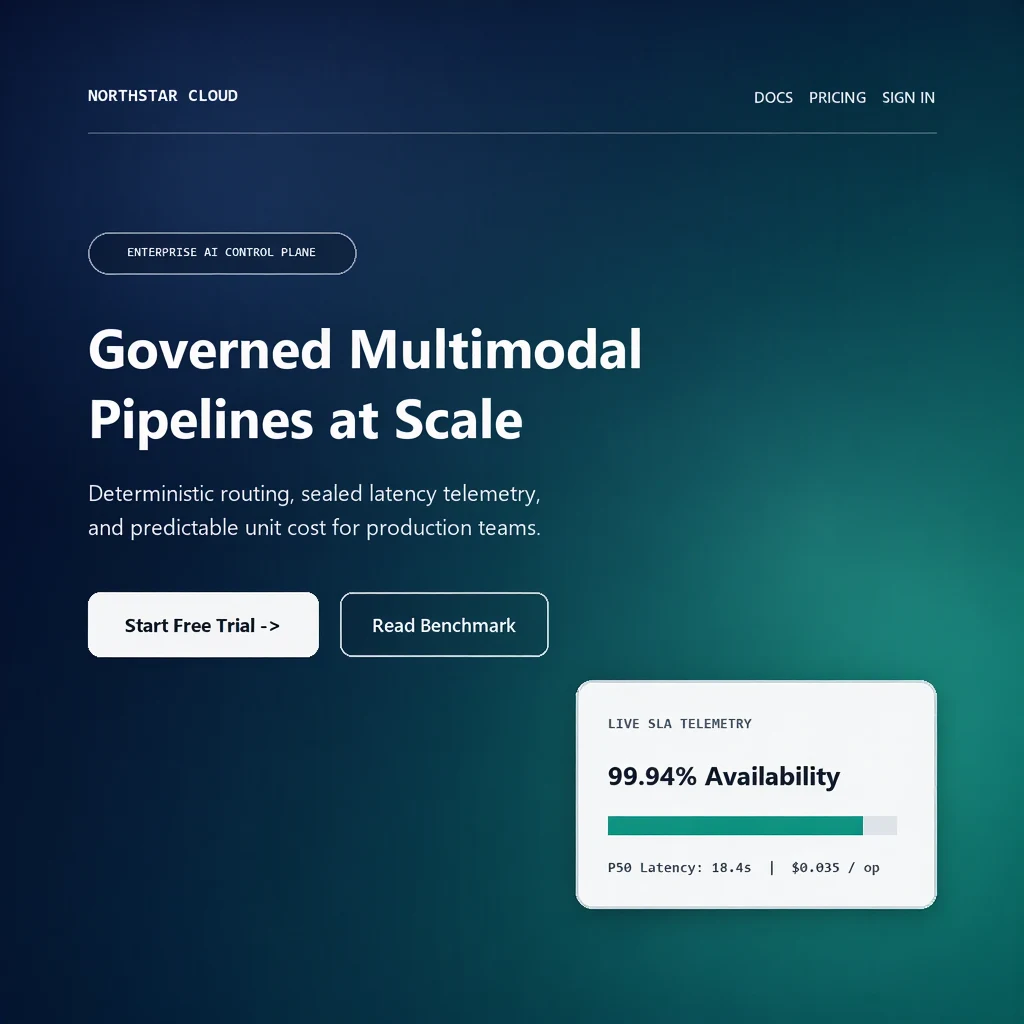 NORTHSTAR CLOUD
DOCS PRICING SIGN IN
ENTERPRISE AI CONTROL PLANE
Governed Multimodal
Pipelines at Scale
Deterministic routing, sealed latency telemetry,
and predictable unit cost for production teams.
Start Free Trial ->
Read Benchmark
LIVE SLA TELEMETRY
99.94% Availability
P50 Latency: 18.4s | $0.035 / op